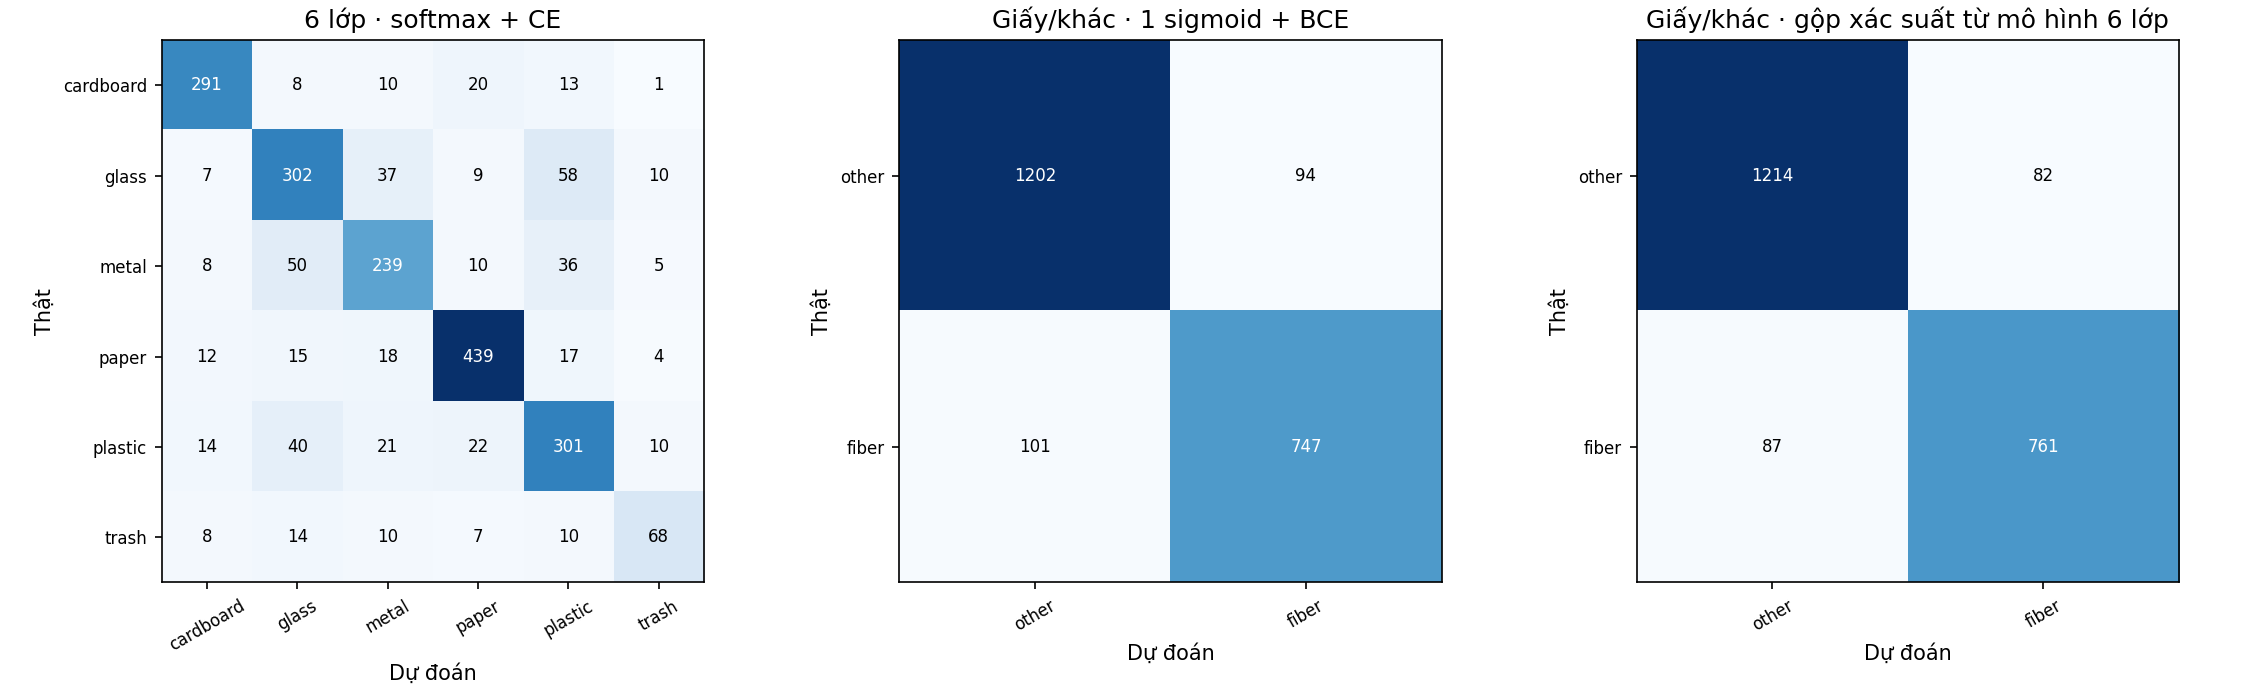 6 lớp · softmax + CE
Thật
cardboard 291 8 10 20 13 1
glass 7 302 37 9 58 10
metal 8 50 239 10 36 5
paper 12 15 18 439 17 4
plastic 14 40 21 22 301 10
trash 8 14 10 7 10 68
cardboard glass metal paper plastic trash
Dự đoán
Giấy/khác · 1 sigmoid + BCE
Thật
other 1202 94
fiber 101 747
other fiber
Dự đoán
Giấy/khác · gộp xác suất từ mô hình 6 lớp
Thật
other 1214 82
fiber 87 761
other fiber
Dự đoán